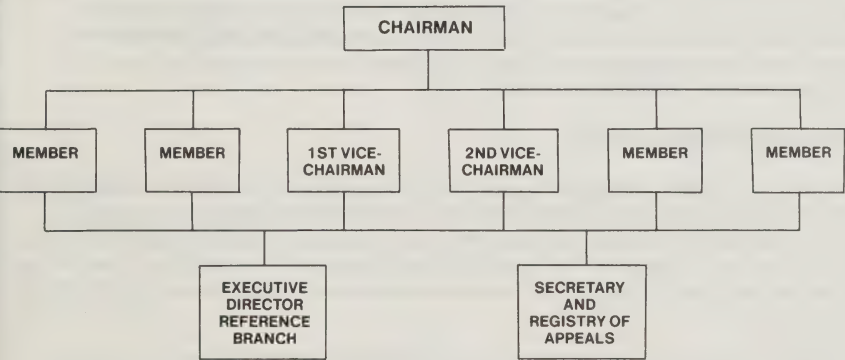 CHAIRMAN
MEMBER
MEMBER
1ST VICE-
CHAIRMAN
2ND VICE-
CHAIRMAN
MEMBER
MEMBER
EXECUTIVE
DIRECTOR
REFERENCE
BRANCH
SECRETARY
AND
REGISTRY OF
APPEALS